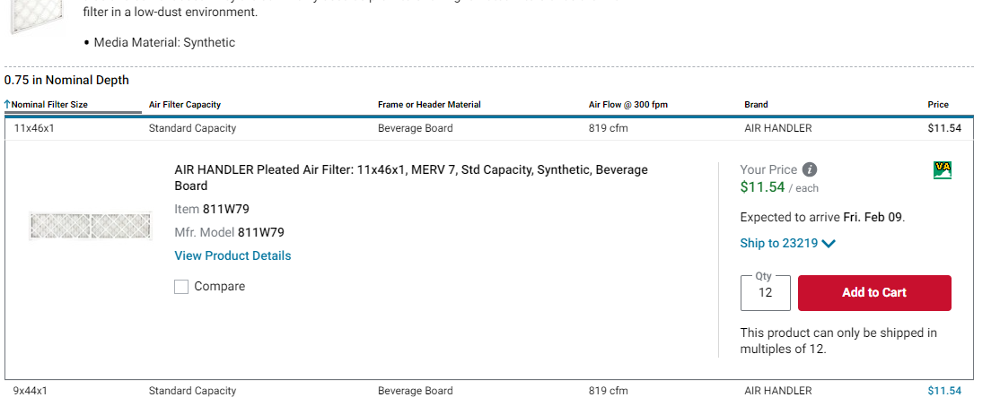 filter in a low-dust environment.
• Media Material: Synthetic
0.75 in Nominal Depth
↑Nominal Filter Size Air Filter Capacity Frame or Header Material Air Flow @ 300 fpm Brand Price
11x46x1 Standard Capacity Beverage Board 819 cfm AIR HANDLER $11.54
AIR HANDLER Pleated Air Filter: 11x46x1, MERV 7, Std Capacity, Synthetic, Beverage
Board
Item 811W79
Mfr. Model 811W79
View Product Details
Compare
Your Price i
VA
$11.54 / each
Expected to arrive Fri. Feb 09.
Ship to 23219
Qty
12
Add to Cart
This product can only be shipped in
multiples of 12.
9x44x1 Standard Capacity Beverage Board 819 cfm AIR HANDLER $11.54